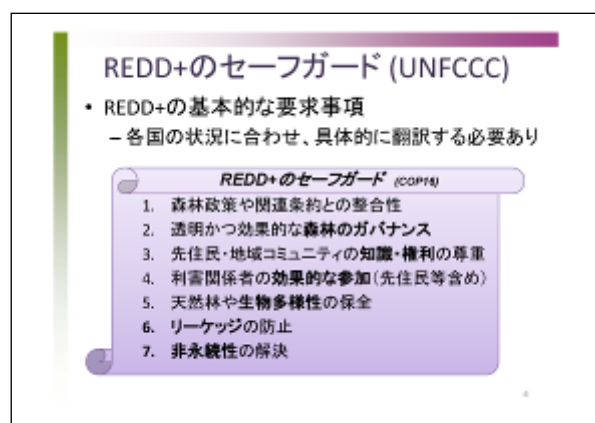 REDD+のセーフガード (UNFCCC)
• REDD+の基本的な要求事項
– 各国の状況に合わせ、具体的に翻訳する必要あり
REDD+のセーフガード (COP16)
1. 森林政策や関連条約との整合性
2. 透明かつ効果的な森林のガバナンス
3. 先住民・地域コミュニティの知識・権利の尊重
4. 利害関係者の効果的な参加(先住民等含め)
5. 天然林や生物多様性の保全
6. リーケッジの防止
7. 非永続性の解決